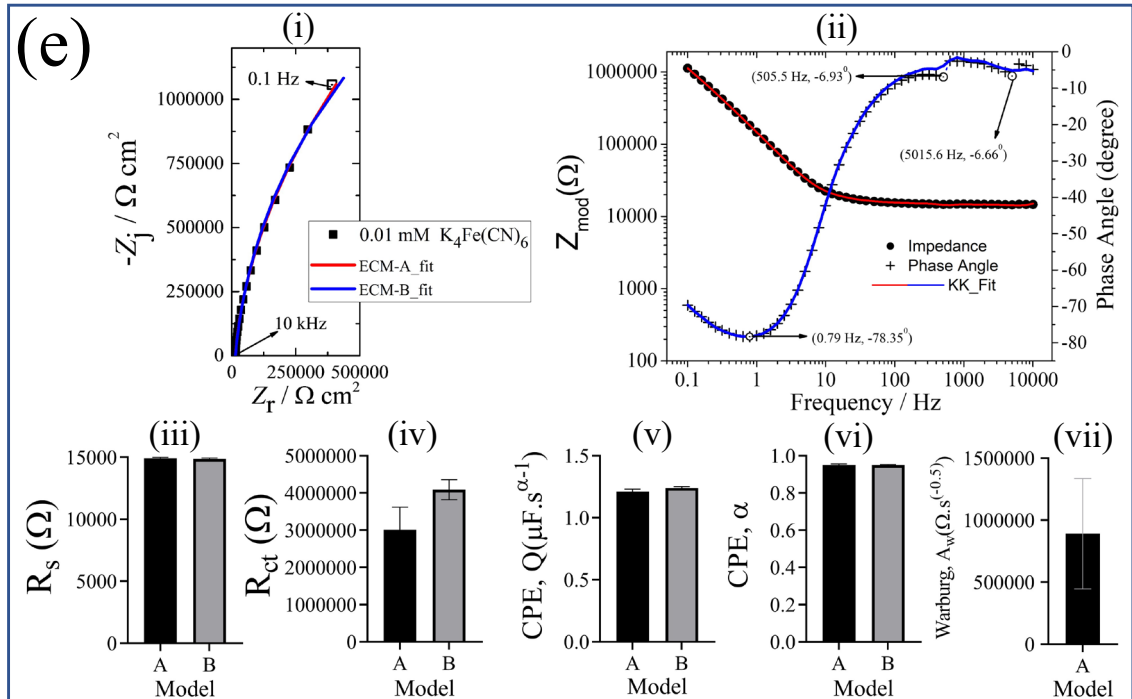 (e)
(i)
-Zj / Ω cm²
1000000
750000
500000
250000
0
0.1 Hz
0.01 mM K₄Fe(CN)₆
ECM-A_fit
ECM-B_fit
10 kHz
0 250000 500000
Zr / Ω cm²
(ii)
Zmod(Ω)
1000000
100000
10000
1000
100
(505.5 Hz, -6.93⁰)
(5015.6 Hz, -6.66⁰)
Impedance
Phase Angle
KK_Fit
(0.79 Hz, -78.35⁰)
0
-10
-20
-30
-40
-50
-60
-70
-80
Phase Angle (degree)
0.1 1 10 100 1000 10000
Frequency / Hz
(iii)
Rs (Ω)
15000
10000
5000
0
A B
Model
(iv)
Rct (Ω)
5000000
4000000
3000000
2000000
1000000
0
A B
Model
(v)
CPE, Q(μF.s^α-1)
1.5
1.0
0.5
0.0
A B
Model
(vi)
CPE, α
1.0
0.8
0.6
0.4
0.2
0.0
A B
Model
(vii)
Warburg, Aw(Ω.s^(-0.5))
1500000
1000000
500000
0
A
Model